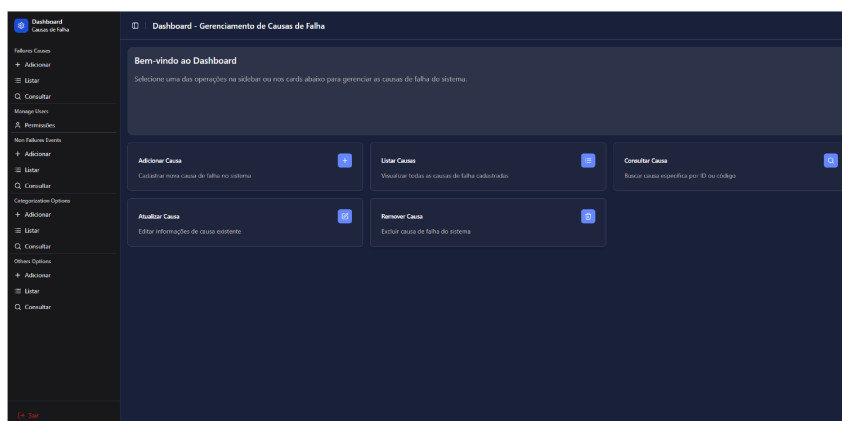 Dashboard
Causas de Falha
Dashboard - Gerenciamento de Causas de Falha
Failures Causes
+ Adicionar
Listar
Consultar
Manage Users
Permissões
Non Failures Events
+ Adicionar
Listar
Consultar
Categorization Options
+ Adicionar
Listar
Consultar
Others Options
+ Adicionar
Listar
Consultar
Sair
Bem-vindo ao Dashboard
Selecione uma das operações na sidebar ou nos cards abaixo para gerenciar as causas de falha do sistema.
Adicionar Causa
Cadastrar nova causa de falha no sistema
Listar Causas
Visualizar todas as causas de falha cadastradas
Consultar Causa
Buscar causa específica por ID ou código
Atualizar Causa
Editar informações de causa existente
Remover Causa
Excluir causa de falha do sistema